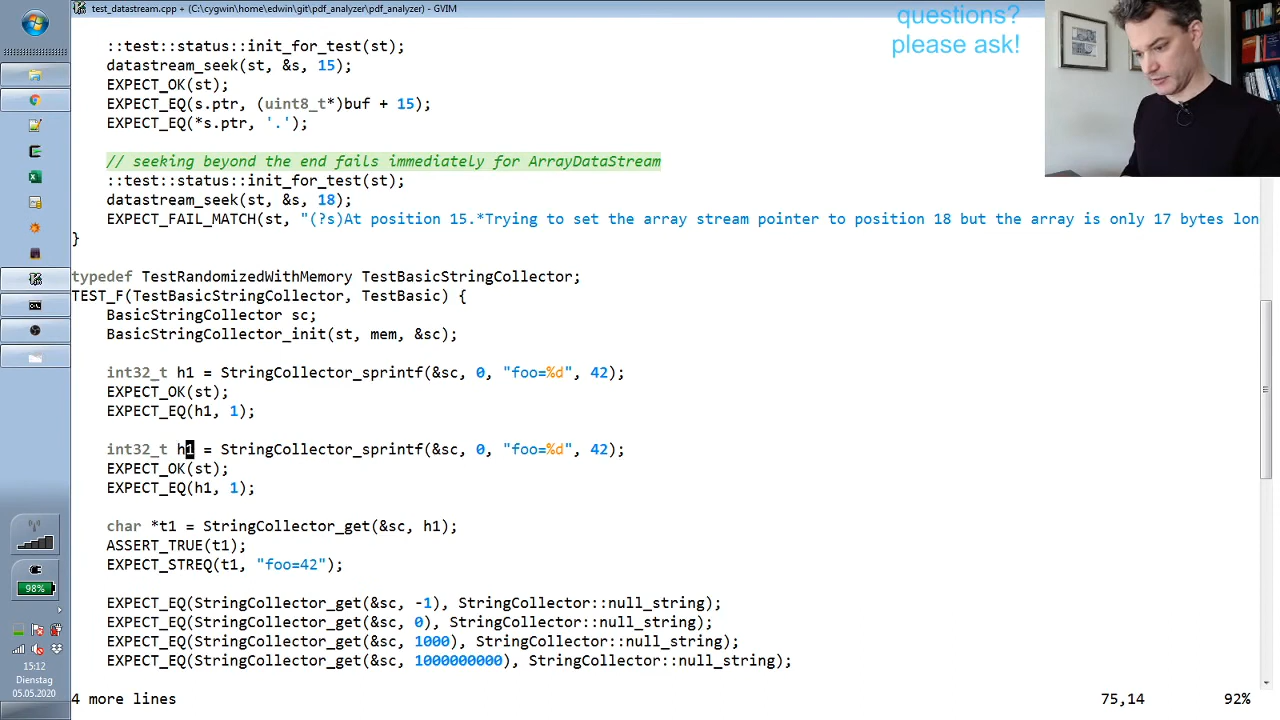 test_datastream.cpp + (C:\cygwin\home\edwin\git\pdf_analyzer\pdf_analyzer) - GVIM
questions?
please ask!
::test::status::init_for_test(st);
datastream_seek(st, &s, 15);
EXPECT_OK(st);
EXPECT_EQ(s.ptr, (uint8_t*)buf + 15);
EXPECT_EQ(*s.ptr, '.');
// seeking beyond the end fails immediately for ArrayDataStream
::test::status::init_for_test(st);
datastream_seek(st, &s, 18);
EXPECT_FAIL_MATCH(st, "(?s)At position 15.*Trying to set the array stream pointer to position 18 but the array is only 17 bytes lon
}
typedef TestRandomizedWithMemory TestBasicStringCollector;
TEST_F(TestBasicStringCollector, TestBasic) {
BasicStringCollector sc;
BasicStringCollector_init(st, mem, &sc);
int32_t h1 = StringCollector_sprintf(&sc, 0, "foo=%d", 42);
EXPECT_OK(st);
EXPECT_EQ(h1, 1);
int32_t h1 = StringCollector_sprintf(&sc, 0, "foo=%d", 42);
EXPECT_OK(st);
EXPECT_EQ(h1, 1);
char *t1 = StringCollector_get(&sc, h1);
ASSERT_TRUE(t1);
EXPECT_STREQ(t1, "foo=42");
EXPECT_EQ(StringCollector_get(&sc, -1), StringCollector::null_string);
EXPECT_EQ(StringCollector_get(&sc, 0), StringCollector::null_string);
EXPECT_EQ(StringCollector_get(&sc, 1000), StringCollector::null_string);
EXPECT_EQ(StringCollector_get(&sc, 1000000000), StringCollector::null_string);
4 more lines 75,14 92%
98%
15:12
Dienstag
05.05.2020